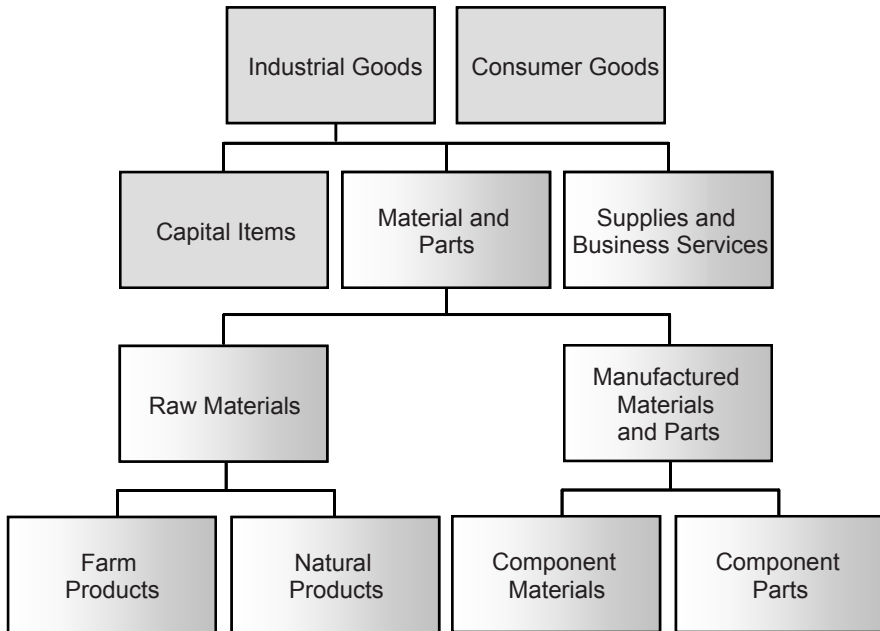 Industrial Goods
Consumer Goods
Capital Items
Material and
Parts
Supplies and
Business Services
Raw Materials
Manufactured
Materials
and Parts
Farm
Products
Natural
Products
Component
Materials
Component
Parts